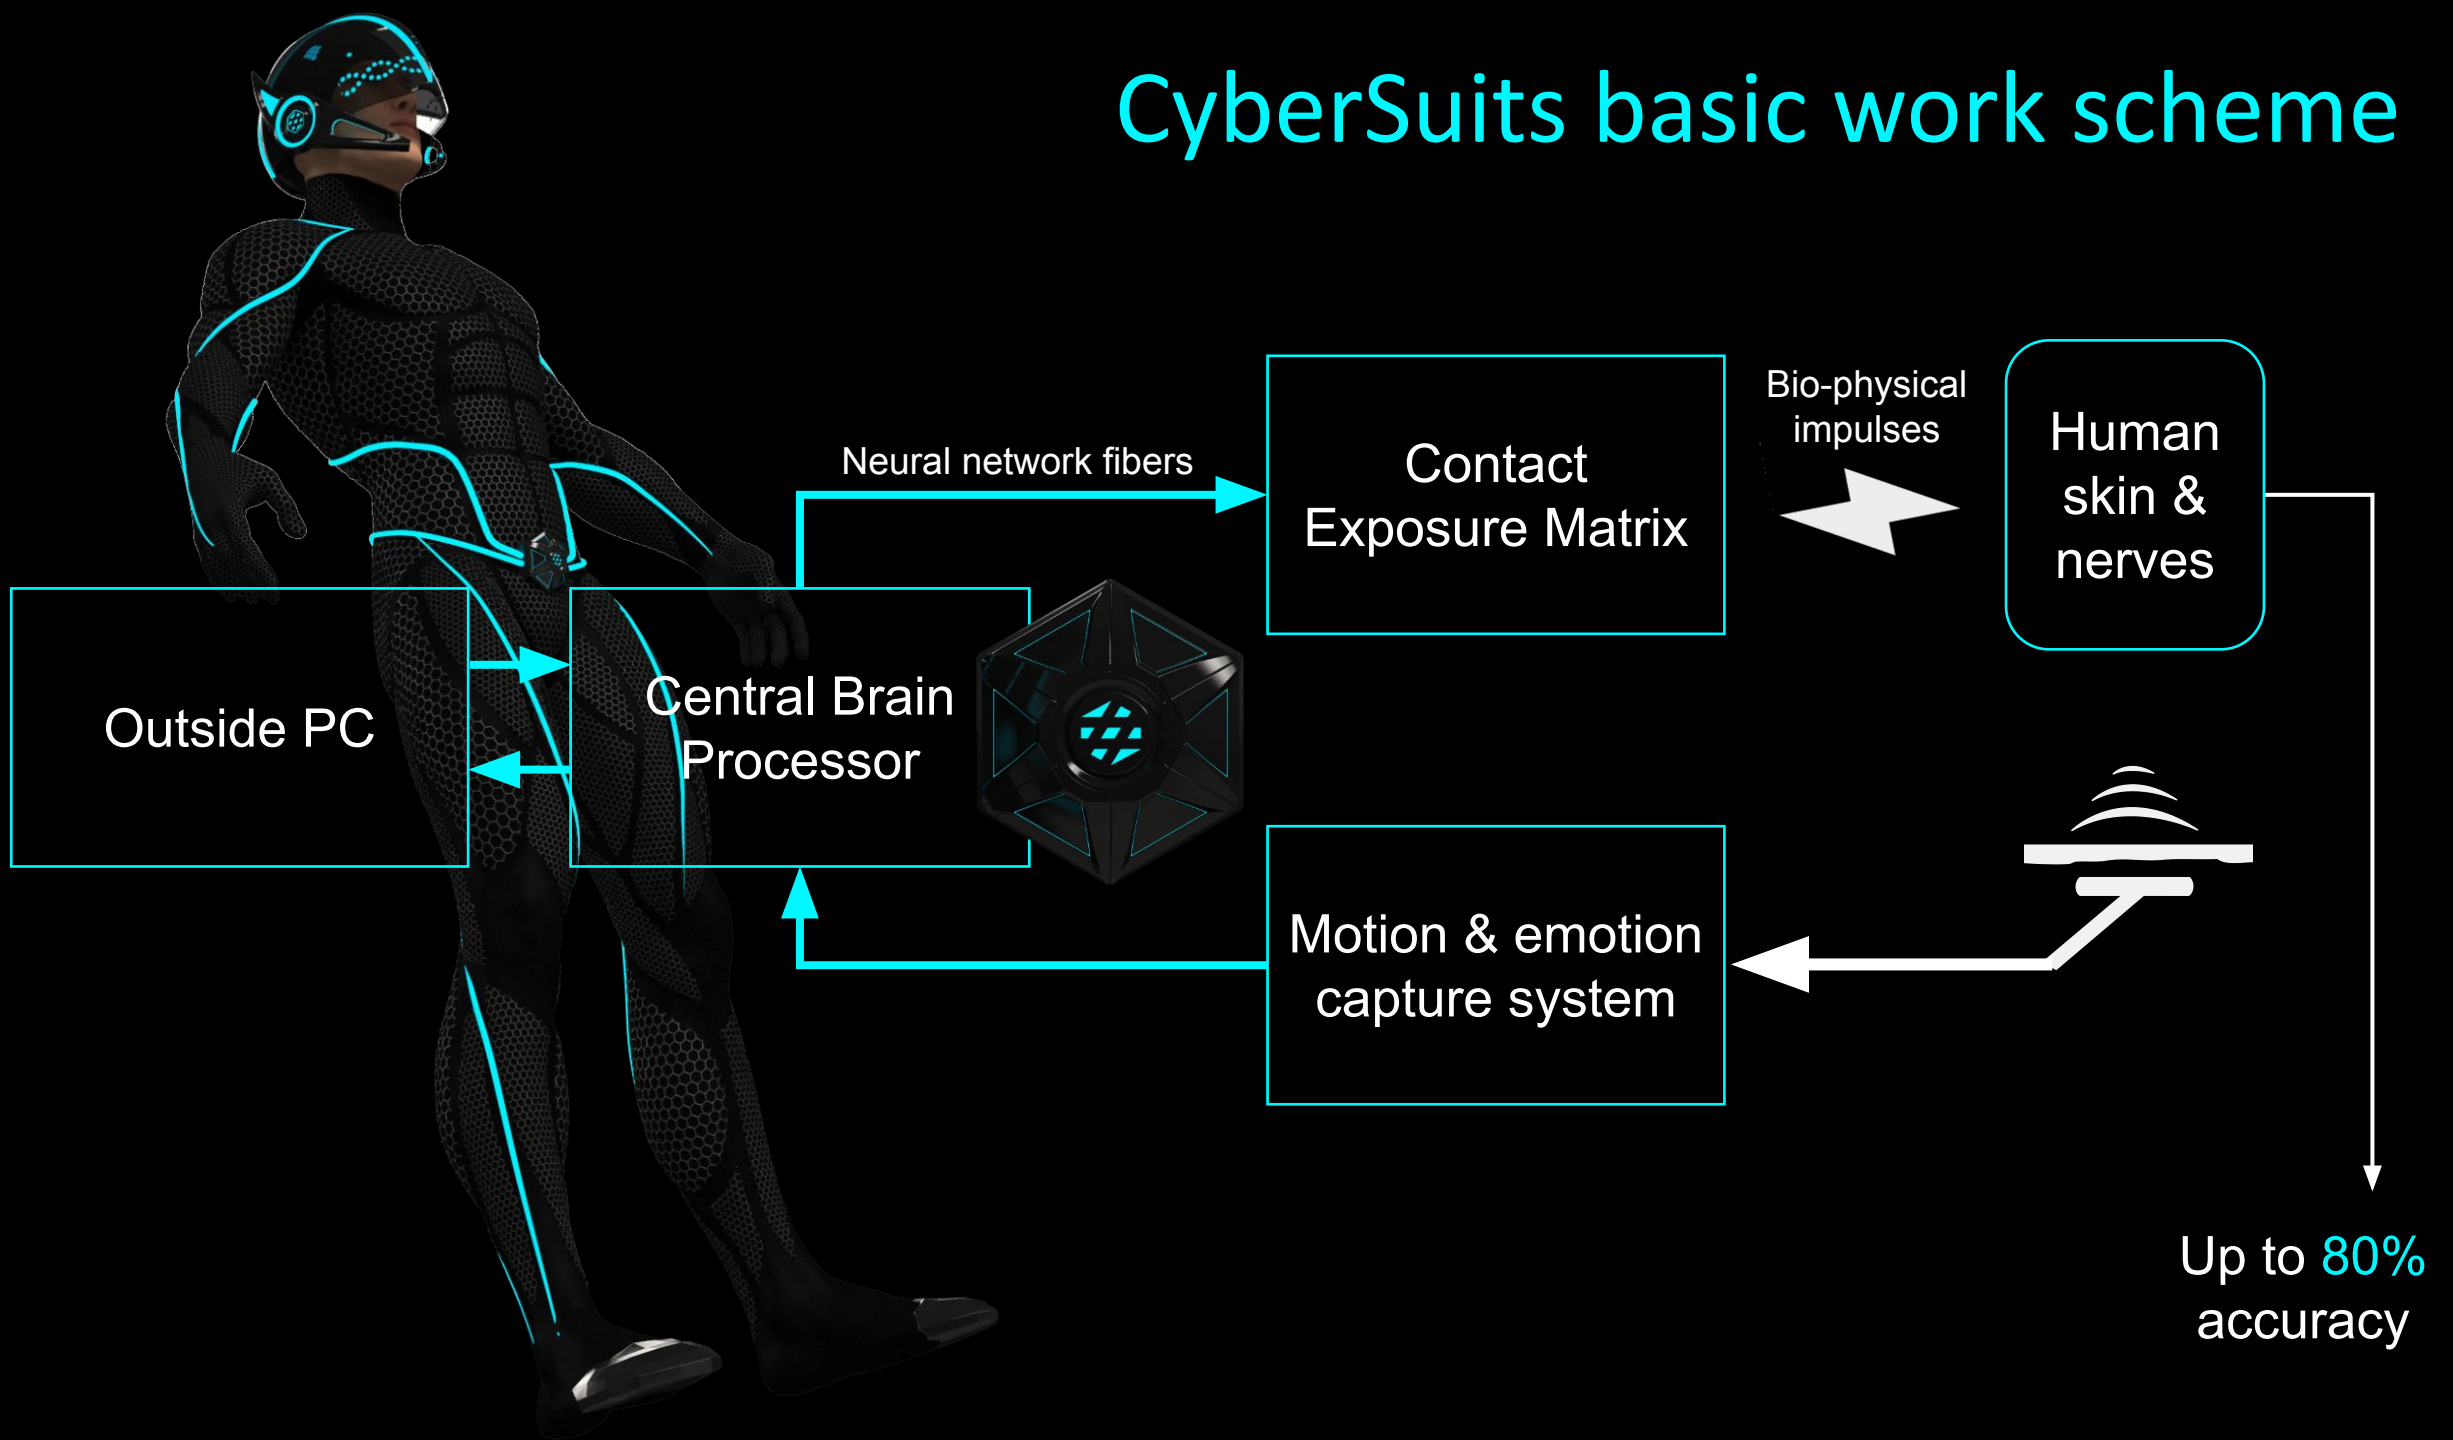 CyberSuits basic work scheme
Bio-physical
impulses
Human
skin &
nerves
Neural network fibers
Contact
Exposure Matrix
Outside PC
Central Brain
Processor
Motion & emotion
capture system
Up to 80%
accuracy